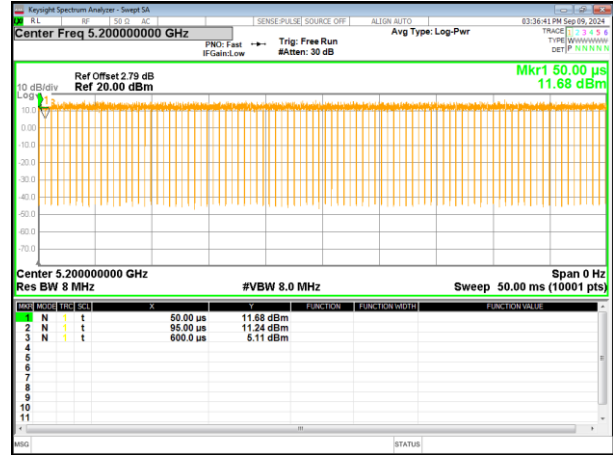 Keysight Spectrum Analyzer - Swept SA
RL RF 50 Ω AC SENSE:PULSE SOURCE OFF ALIGN AUTO 03:36:41 PM Sep 09, 2024
Center Freq 5.200000000 GHz
PNO: Fast
IFGain:Low
Trig: Free Run
#Atten: 30 dB
Avg Type: Log-Pwr
TRACE 1 2 3 4 5 6
TYPE WWWWWW
DET P NNNNN
Mkr1 50.00 µs
11.68 dBm
Ref Offset 2.79 dB
10 dB/div Ref 20.00 dBm
Log
1 3
10.0
0.00
-10.0
-20.0
-30.0
-40.0
-50.0
-60.0
-70.0
Center 5.200000000 GHz Span 0 Hz
Res BW 8 MHz #VBW 8.0 MHz Sweep 50.00 ms (10001 pts)
MKR MODE TRC SCL X Y FUNCTION FUNCTION WIDTH FUNCTION VALUE
1 N 1 t 50.00 µs 11.68 dBm
2 N 1 t 95.00 µs 11.24 dBm
3 N 1 t 600.0 µs 5.11 dBm
4
5
6
7
8
9
10
11
MSG STATUS